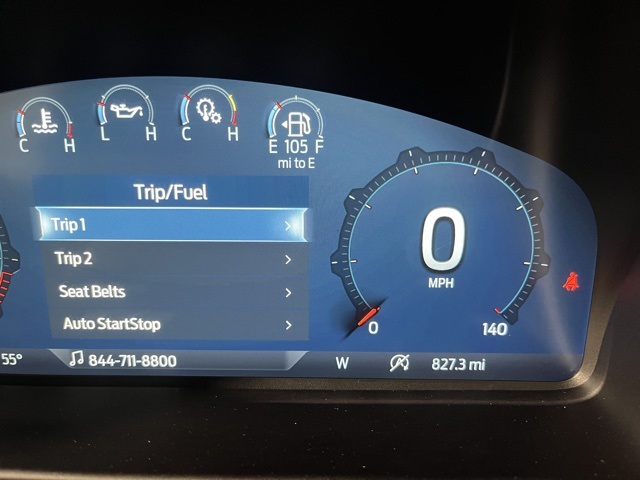 C H
L H
C H
E 105 F
mi to E
Trip/Fuel
Trip 1
Trip 2
Seat Belts
Auto StartStop
0
MPH
0 140
55° 844-711-8800 W 827.3 mi